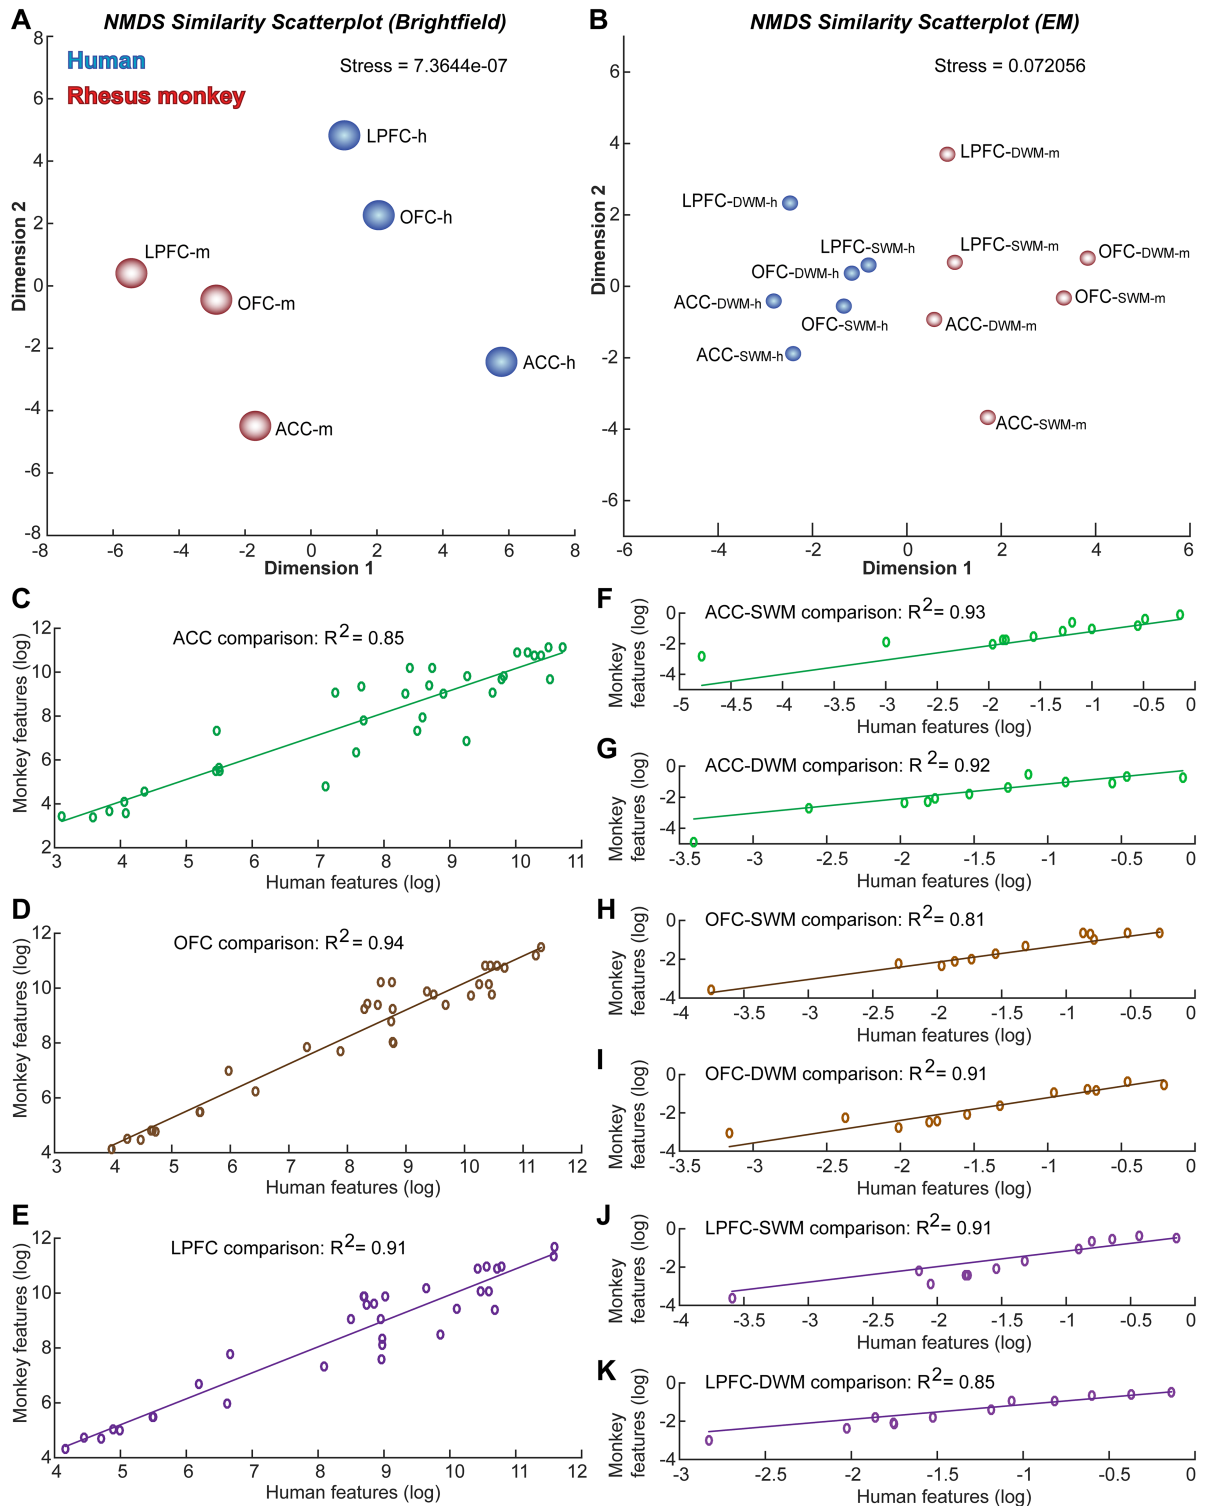 A
NMDS Similarity Scatterplot (Brightfield)
Human
Rhesus monkey
Stress = 7.3644e-07
LPFC-h
OFC-h
LPFC-m
OFC-m
ACC-h
ACC-m
Dimension 2
8
6
4
2
0
-2
-4
-6
-8
-8 -6 -4 -2 0 2 4 6 8
Dimension 1
B
NMDS Similarity Scatterplot (EM)
Stress = 0.072056
LPFC-DWM-m
LPFC-DWM-h
LPFC-SWM-h
LPFC-SWM-m
OFC-DWM-m
OFC-DWM-h
ACC-DWM-h
OFC-SWM-m
OFC-SWM-h
ACC-DWM-m
ACC-SWM-h
ACC-SWM-m
Dimension 2
6
4
2
0
-2
-4
-6
-6 -4 -2 0 2 4 6
Dimension 1
C
ACC comparison: R2= 0.85
Monkey features (log)
12
10
8
6
4
2
3 4 5 6 7 8 9 10 11
Human features (log)
D
OFC comparison: R2= 0.94
Monkey features (log)
12
10
8
6
4
3 4 5 6 7 8 9 10 11 12
Human features (log)
E
LPFC comparison: R2= 0.91
Monkey features (log)
12
10
8
6
4
4 5 6 7 8 9 10 11 12
Human features (log)
F
ACC-SWM comparison: R2= 0.93
Monkey
features (log)
0
-2
-4
-5 -4.5 -4 -3.5 -3 -2.5 -2 -1.5 -1 -0.5 0
Human features (log)
G
ACC-DWM comparison: R2= 0.92
Monkey
features (log)
0
-2
-4
-3.5 -3 -2.5 -2 -1.5 -1 -0.5 0
Human features (log)
H
OFC-SWM comparison: R2= 0.81
Monkey
features (log)
0
-2
-4
-4 -3.5 -3 -2.5 -2 -1.5 -1 -0.5 0
Human features (log)
I
OFC-DWM comparison: R2= 0.91
Monkey
features (log)
0
-2
-4
-3.5 -3 -2.5 -2 -1.5 -1 -0.5 0
Human features (log)
J
LPFC-SWM comparison: R2= 0.91
Monkey
features (log)
0
-2
-4
-4 -3.5 -3 -2.5 -2 -1.5 -1 -0.5 0
Human features (log)
K
LPFC-DWM comparison: R2= 0.85
Monkey
features (log)
0
-2
-4
-3 -2.5 -2 -1.5 -1 -0.5 0
Human features (log)